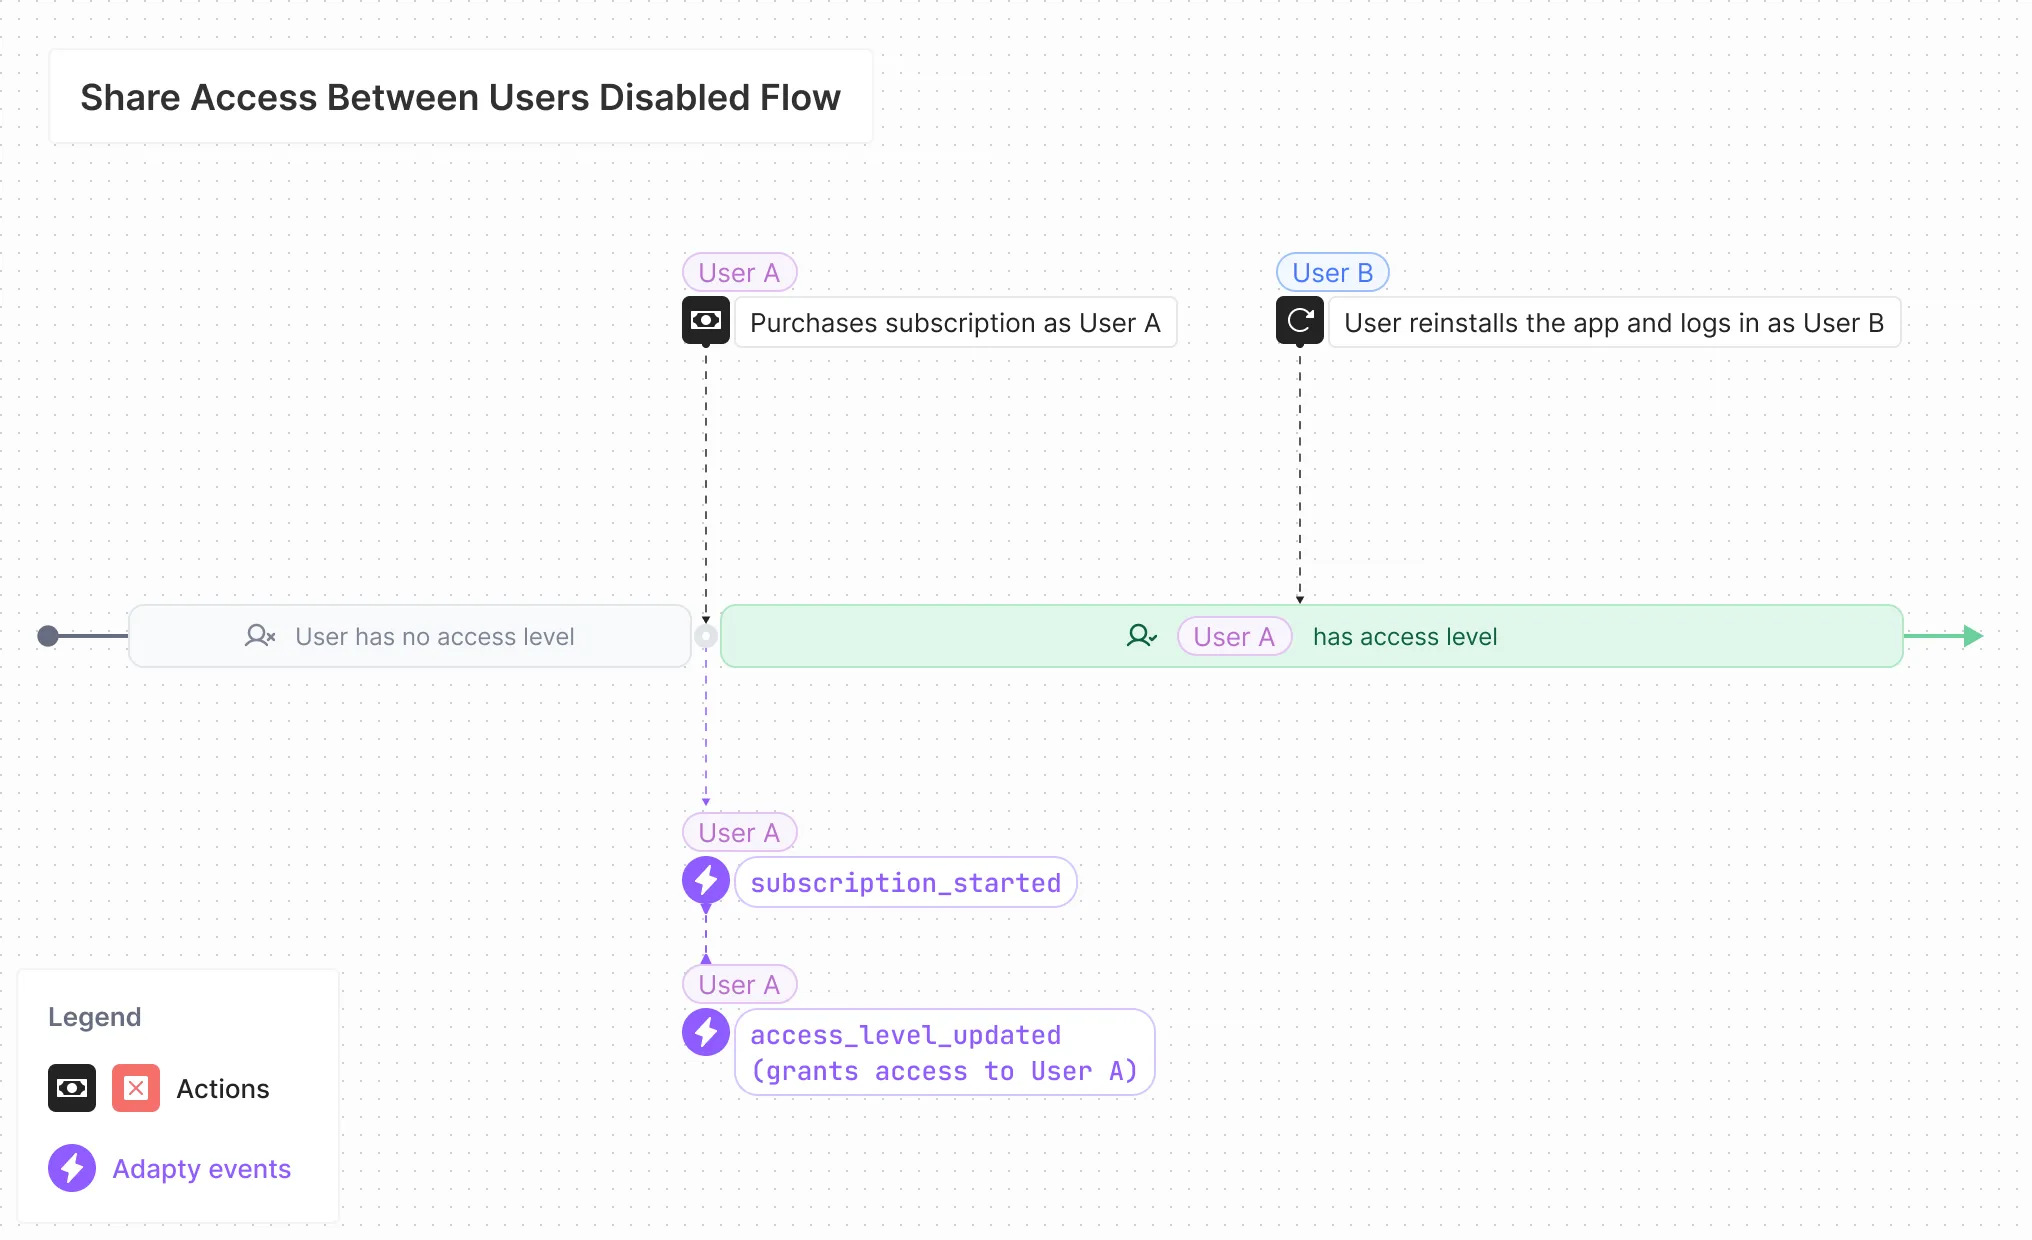 Share Access Between Users Disabled Flow
User A
Purchases subscription as User A
User B
User reinstalls the app and logs in as User B
User has no access level
User A has access level
User A
subscription_started
User A
access_level_updated
(grants access to User A)
Legend
Actions
Adapty events